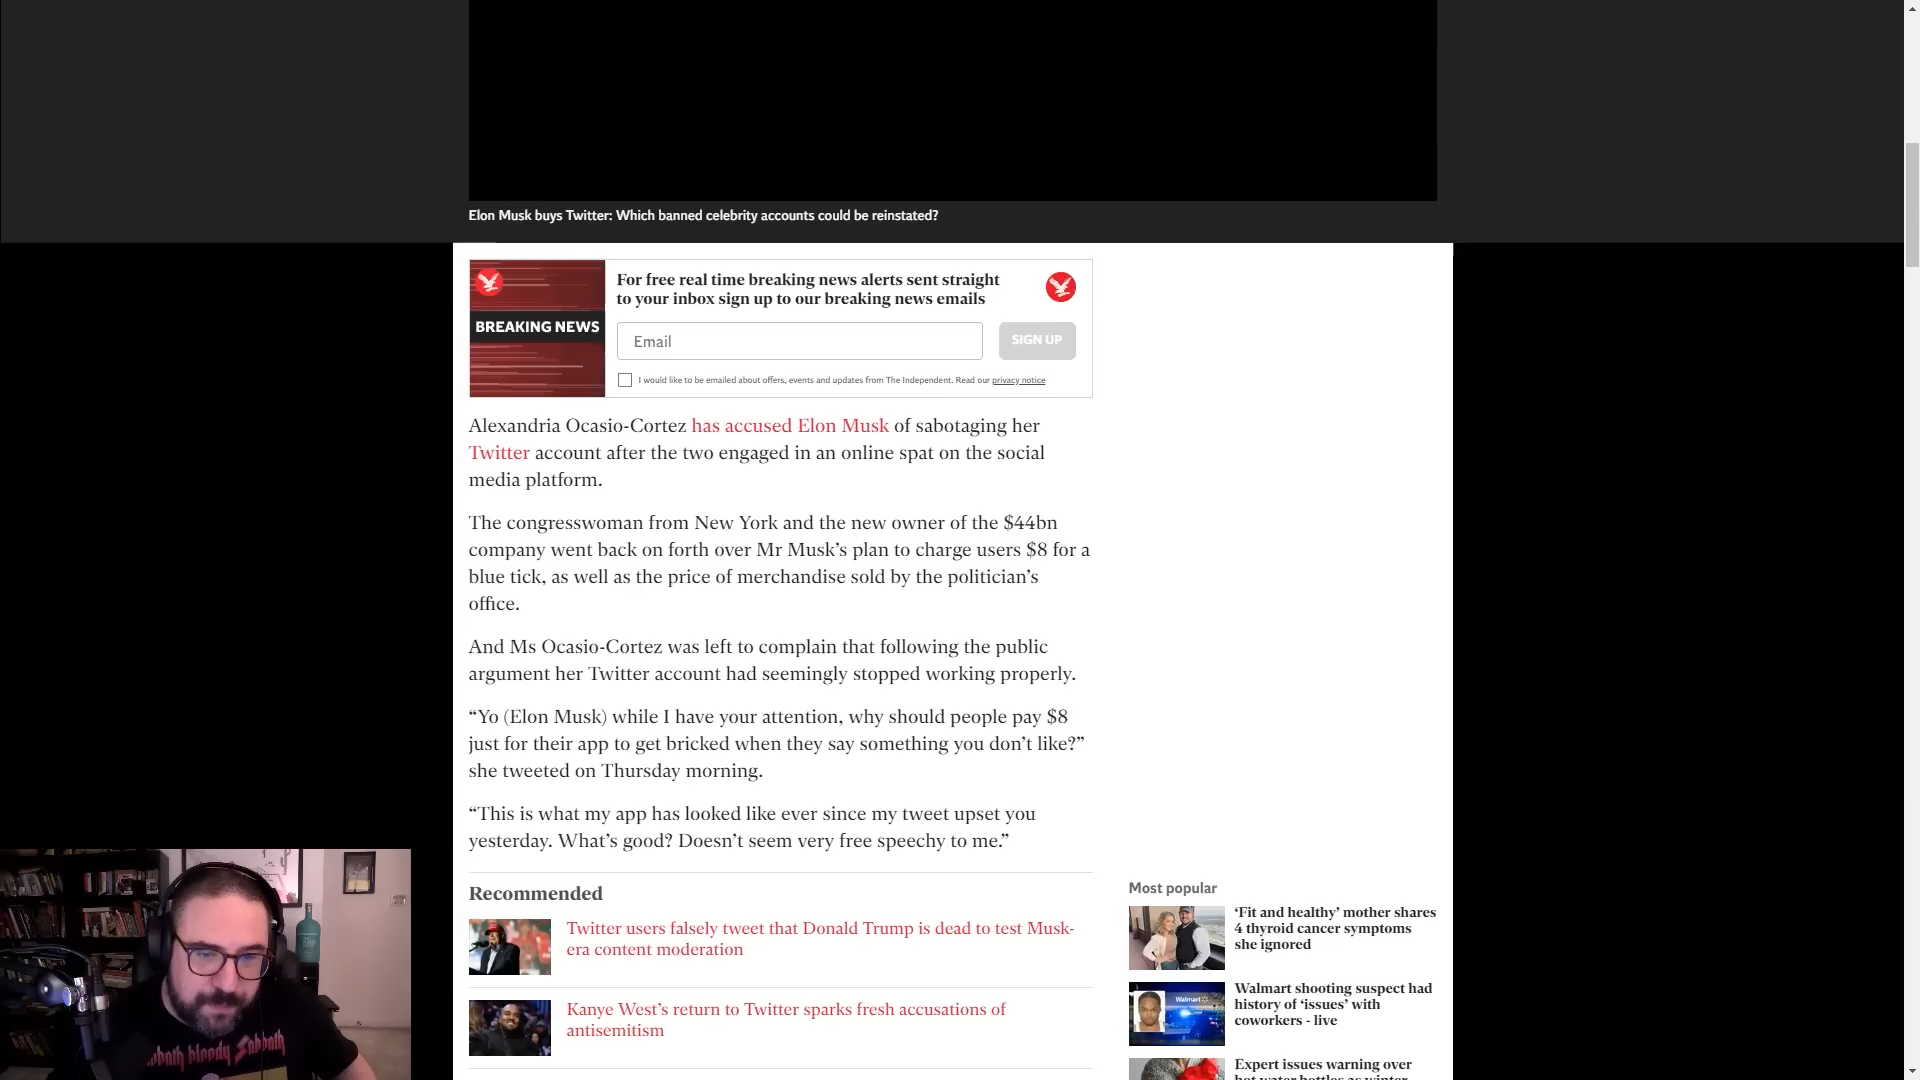 Elon Musk buys Twitter: Which banned celebrity accounts could be reinstated?
BREAKING NEWS
For free real time breaking news alerts sent straight
to your inbox sign up to our breaking news emails
Email
SIGN UP
I would like to be emailed about offers, events and updates from The Independent. Read our privacy notice
Alexandria Ocasio-Cortez has accused Elon Musk of sabotaging her
Twitter account after the two engaged in an online spat on the social
media platform.
The congresswoman from New York and the new owner of the $44bn
company went back on forth over Mr Musk’s plan to charge users $8 for a
blue tick, as well as the price of merchandise sold by the politician’s
office.
And Ms Ocasio-Cortez was left to complain that following the public
argument her Twitter account had seemingly stopped working properly.
“Yo (Elon Musk) while I have your attention, why should people pay $8
just for their app to get bricked when they say something you don’t like?”
she tweeted on Thursday morning.
“This is what my app has looked like ever since my tweet upset you
yesterday. What’s good? Doesn’t seem very free speechy to me.”
Recommended
Twitter users falsely tweet that Donald Trump is dead to test Musk-
era content moderation
Kanye West’s return to Twitter sparks fresh accusations of
antisemitism
Most popular
‘Fit and healthy’ mother shares
4 thyroid cancer symptoms
she ignored
Walmart
Walmart shooting suspect had
history of ‘issues’ with
coworkers - live
Expert issues warning over
hot water bottles as winter
bloody Sabbath